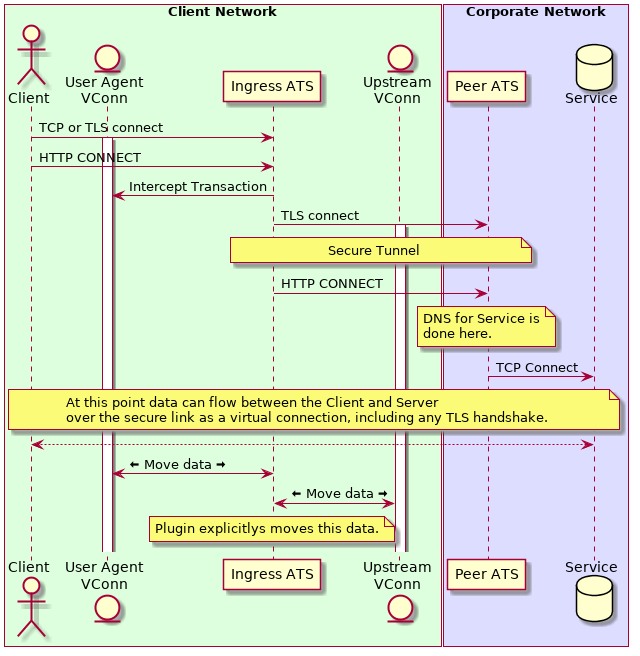 Client Network
Corporate Network
Client
User Agent
VConn
Ingress ATS
Upstream
VConn
Peer ATS
Service
TCP or TLS connect
HTTP CONNECT
Intercept Transaction
TLS connect
Secure Tunnel
HTTP CONNECT
DNS for Service is
done here.
TCP Connect
At this point data can flow between the Client and Server
over the secure link as a virtual connection, including any TLS handshake.
⬅ Move data ➡
⬅ Move data ➡
Plugin explicitlys moves this data.
Client
User Agent
VConn
Ingress ATS
Upstream
VConn
Peer ATS
Service